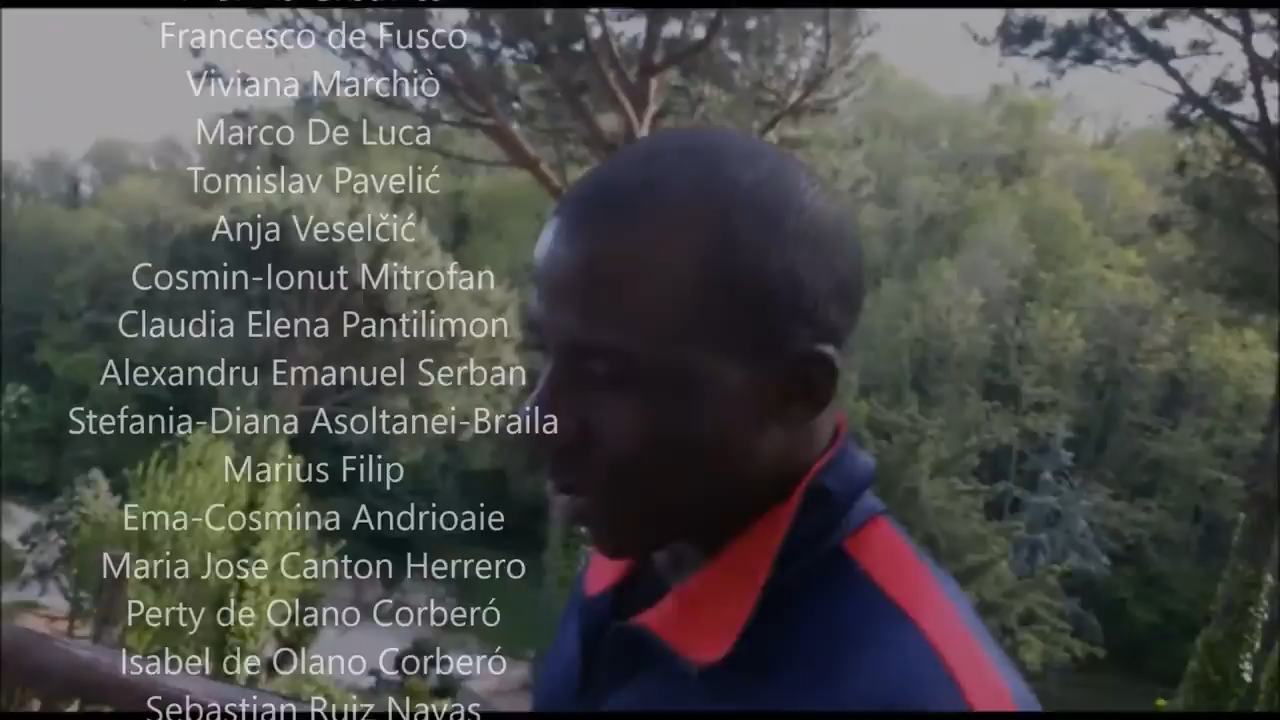 Francesco de Fusco
Viviana Marchiò
Marco De Luca
Tomislav Pavelić
Anja Veselčić
Cosmin-Ionut Mitrofan
Claudia Elena Pantilimon
Alexandru Emanuel Serban
Stefania-Diana Asoltanei-Braila
Marius Filip
Ema-Cosmina Andrioaie
Maria Jose Canton Herrero
Perty de Olano Corberó
Isabel de Olano Corberó
Sebastian Ruiz Navas